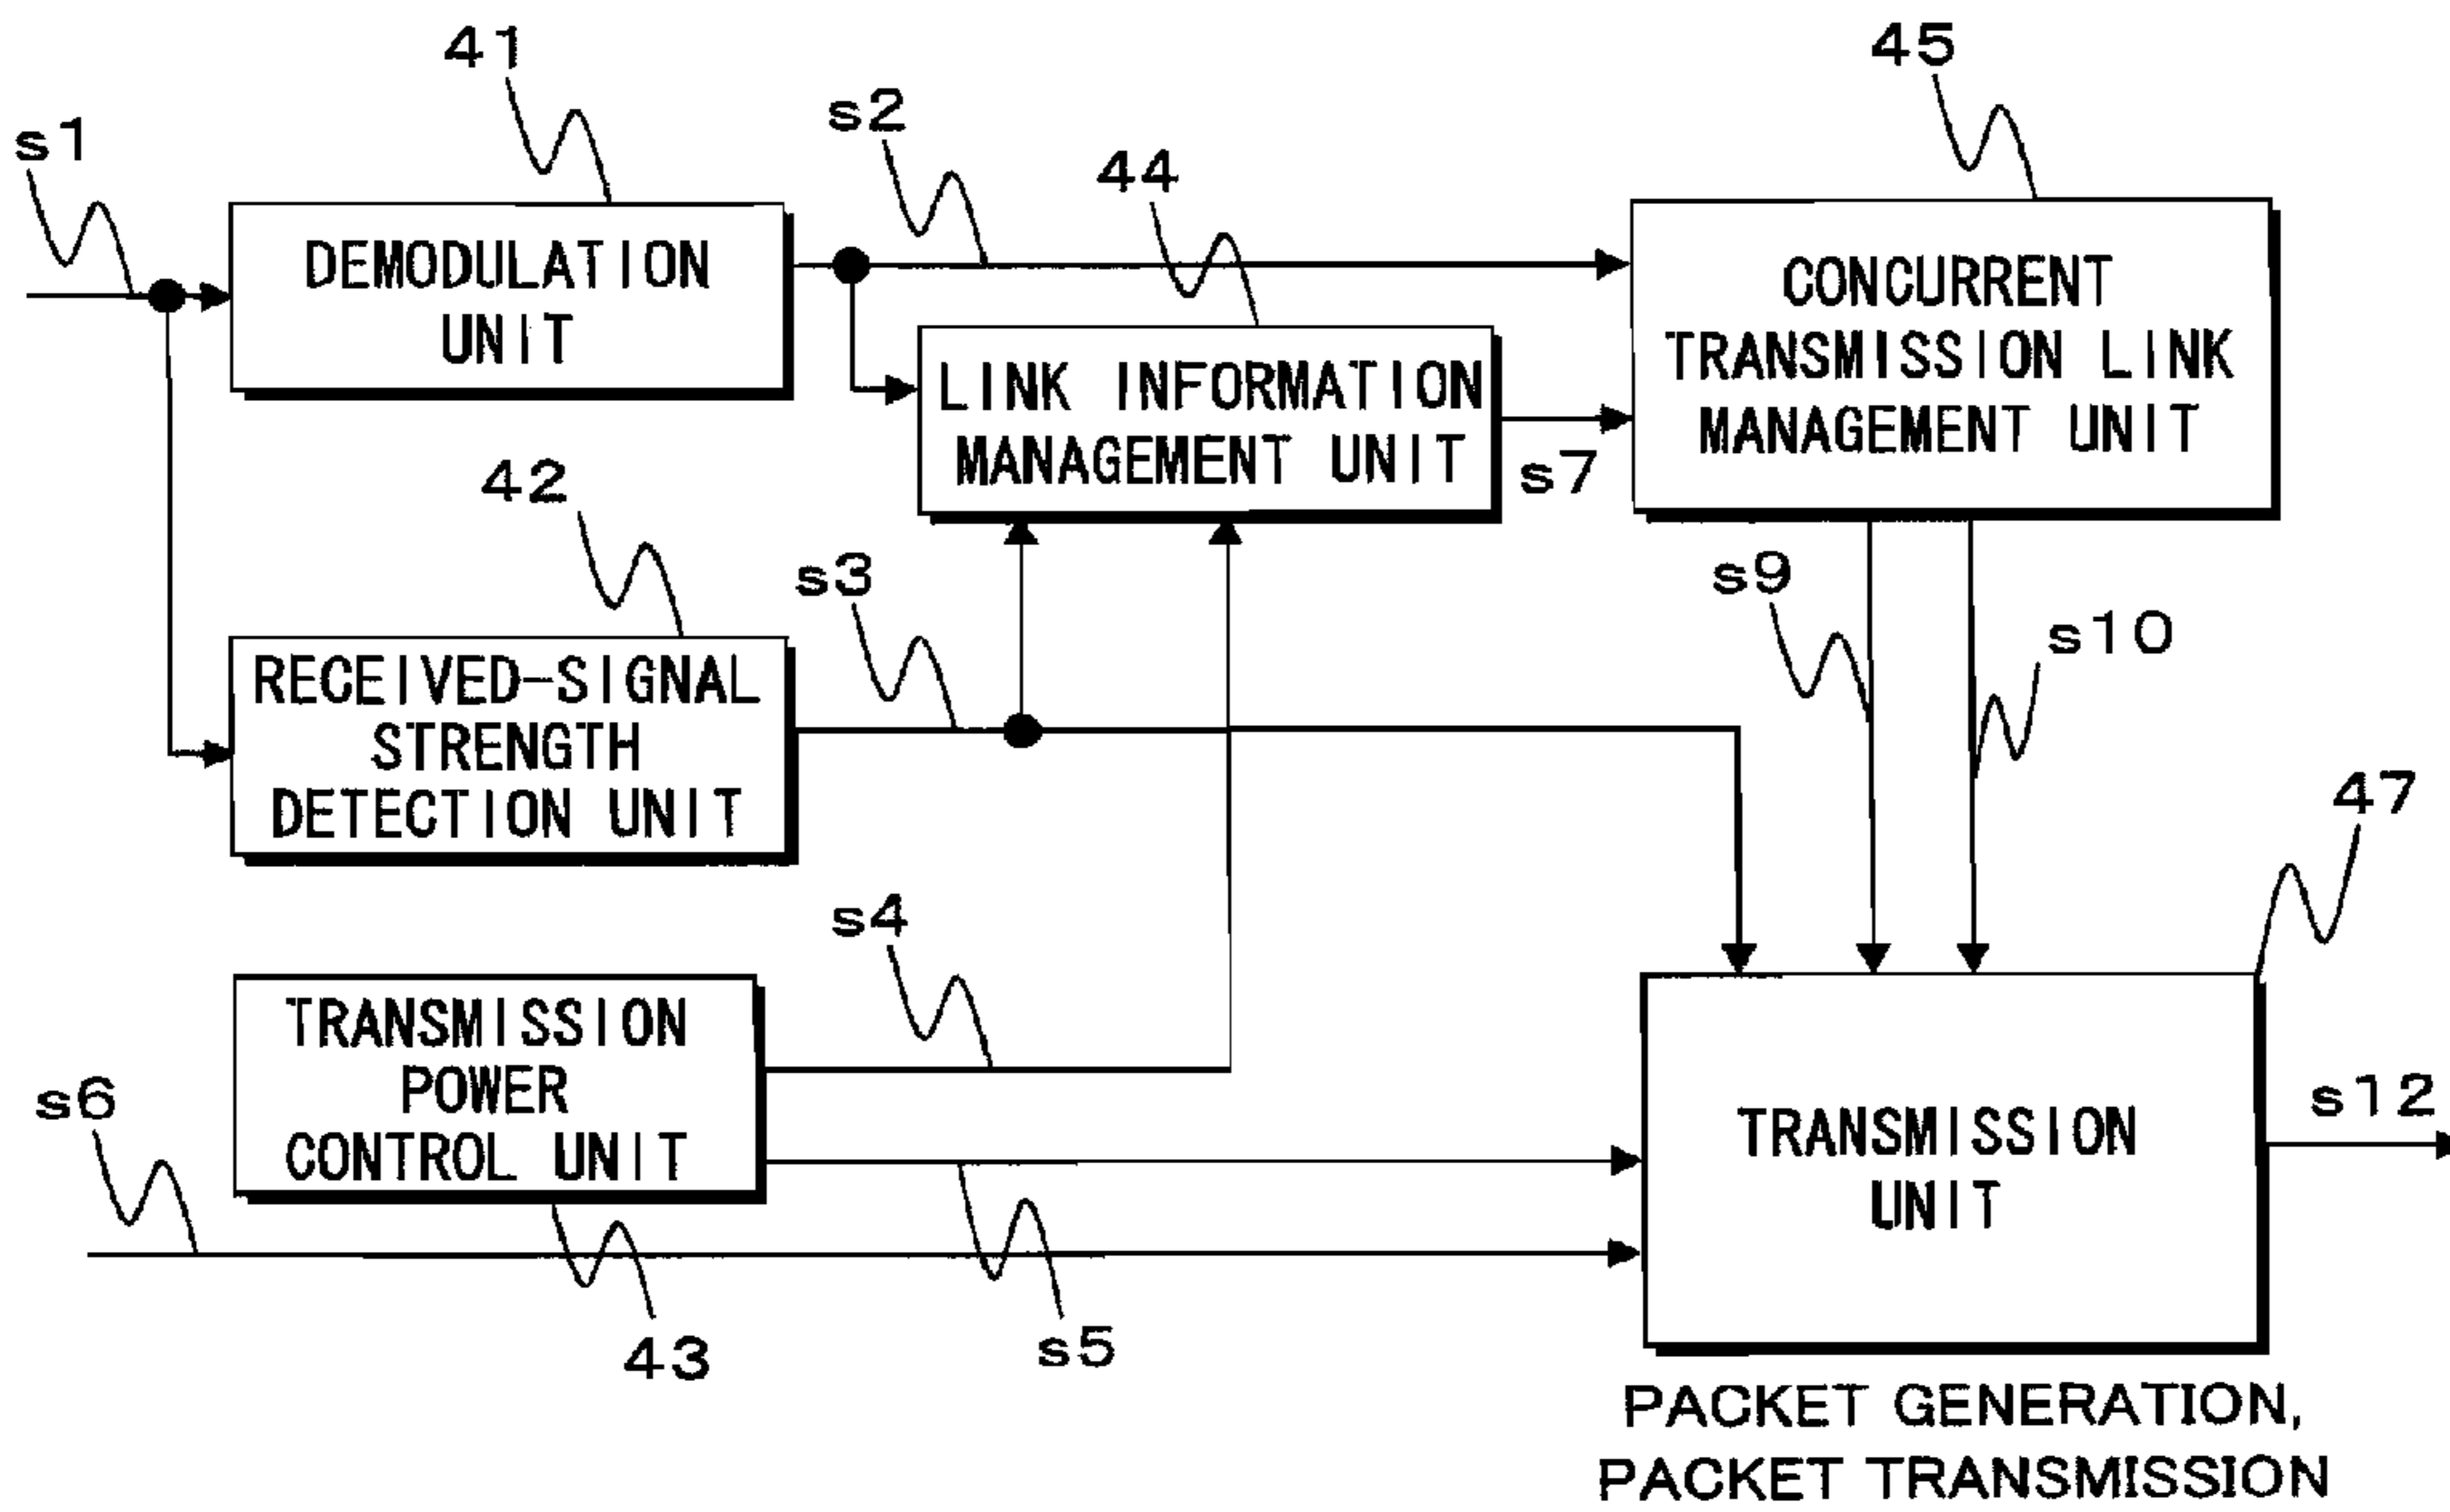 41
45
s1
s2
44
DEMODULATION
UNIT
CONCURRENT
TRANSMISSION LINK
MANAGEMENT UNIT
LINK INFORMATION
MANAGEMENT UNIT
s7
42
s3
s9
s10
RECEIVED-SIGNAL
STRENGTH
DETECTION UNIT
47
s4
TRANSMISSION
POWER
CONTROL UNIT
s6
s12
TRANSMISSION
UNIT
43
s5
PACKET GENERATION,
PACKET TRANSMISSION